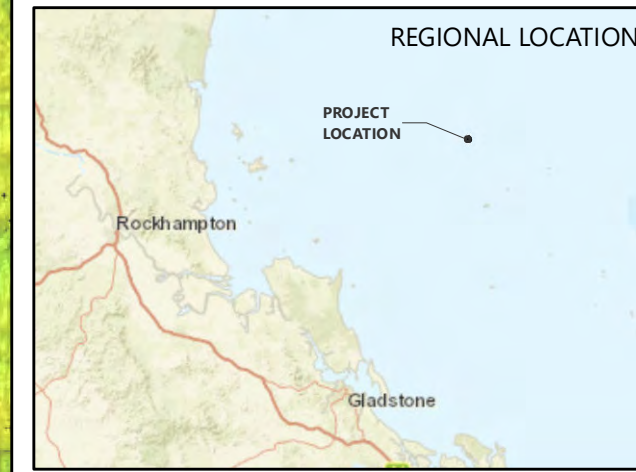 REGIONAL LOCATION
PROJECT
LOCATION
Rockhampton
Gladstone